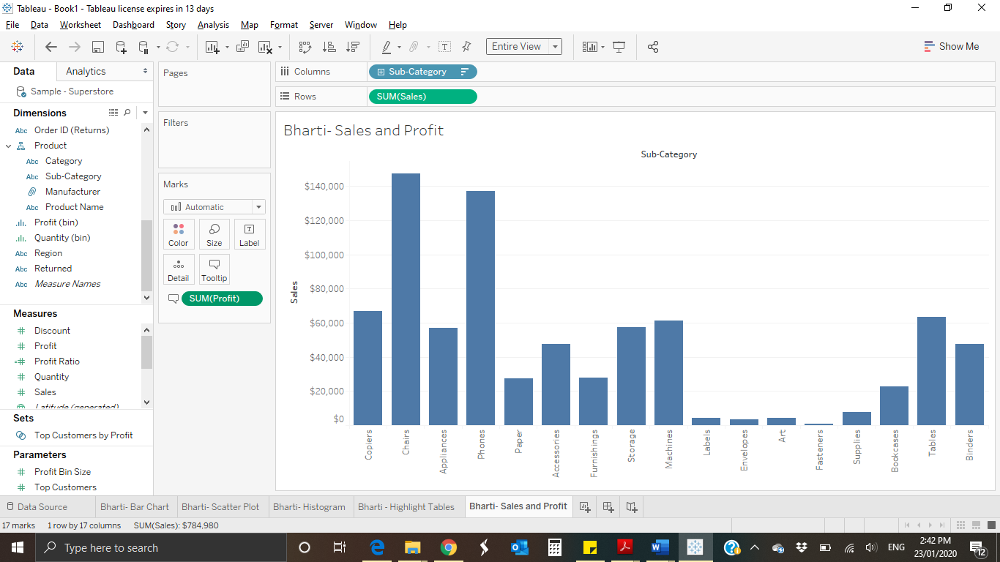 Tableau - Book1 - Tableau license expires in 13 days
File Data Worksheet Dashboard Story Analysis Map Format Server Window Help
Entire View
Show Me
Data Analytics
Sample - Superstore
Dimensions
Abc Order ID (Returns)
Product
Abc Category
Abc Sub-Category
Manufacturer
Abc Product Name
Profit (bin)
Quantity (bin)
Abc Region
Abc Returned
Abc Measure Names
Measures
# Discount
# Profit
=# Profit Ratio
# Quantity
# Sales
Latitude (generated)
Sets
Top Customers by Profit
Parameters
# Profit Bin Size
# Top Customers
Pages
Filters
Marks
Automatic
Color Size Label
Detail Tooltip
SUM(Profit)
Columns Sub-Category
Rows SUM(Sales)
Bharti- Sales and Profit
Sub-Category
Sales
$140,000
$120,000
$100,000
$80,000
$60,000
$40,000
$20,000
$0
Copiers
Chairs
Appliances
Phones
Paper
Accessories
Furnishings
Storage
Machines
Labels
Envelopes
Art
Fasteners
Supplies
Bookcases
Tables
Binders
Data Source Bharti- Bar Chart Bharti- Scatter Plot Bharti- Histogram Bharti - Highlight Tables Bharti- Sales and Profit
17 marks 1 row by 17 columns SUM(Sales): $784,980
Type here to search
ENG
2:42 PM
23/01/2020
12